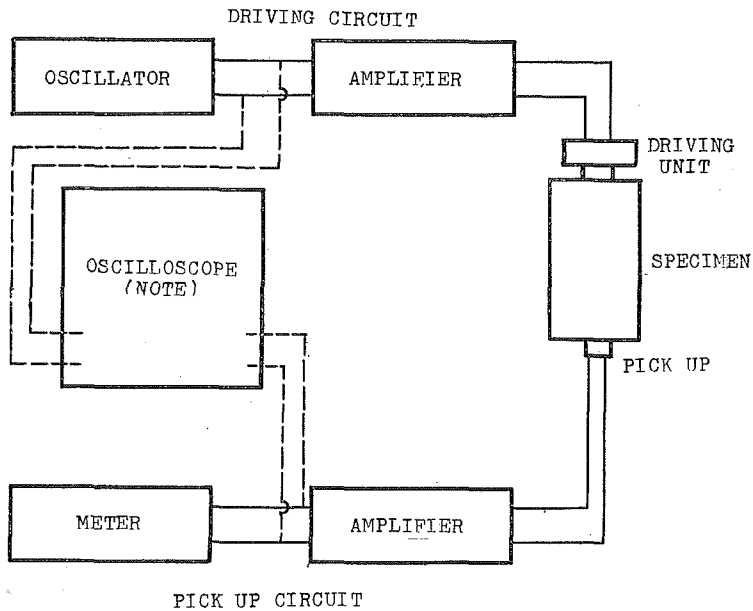 DRIVING CIRCUIT
OSCILLATOR
AMPLIFIER
DRIVING
UNIT
OSCILLOSCOPE
(NOTE)
SPECIMEN
PICK UP
METER
AMPLIFIER
PICK UP CIRCUIT